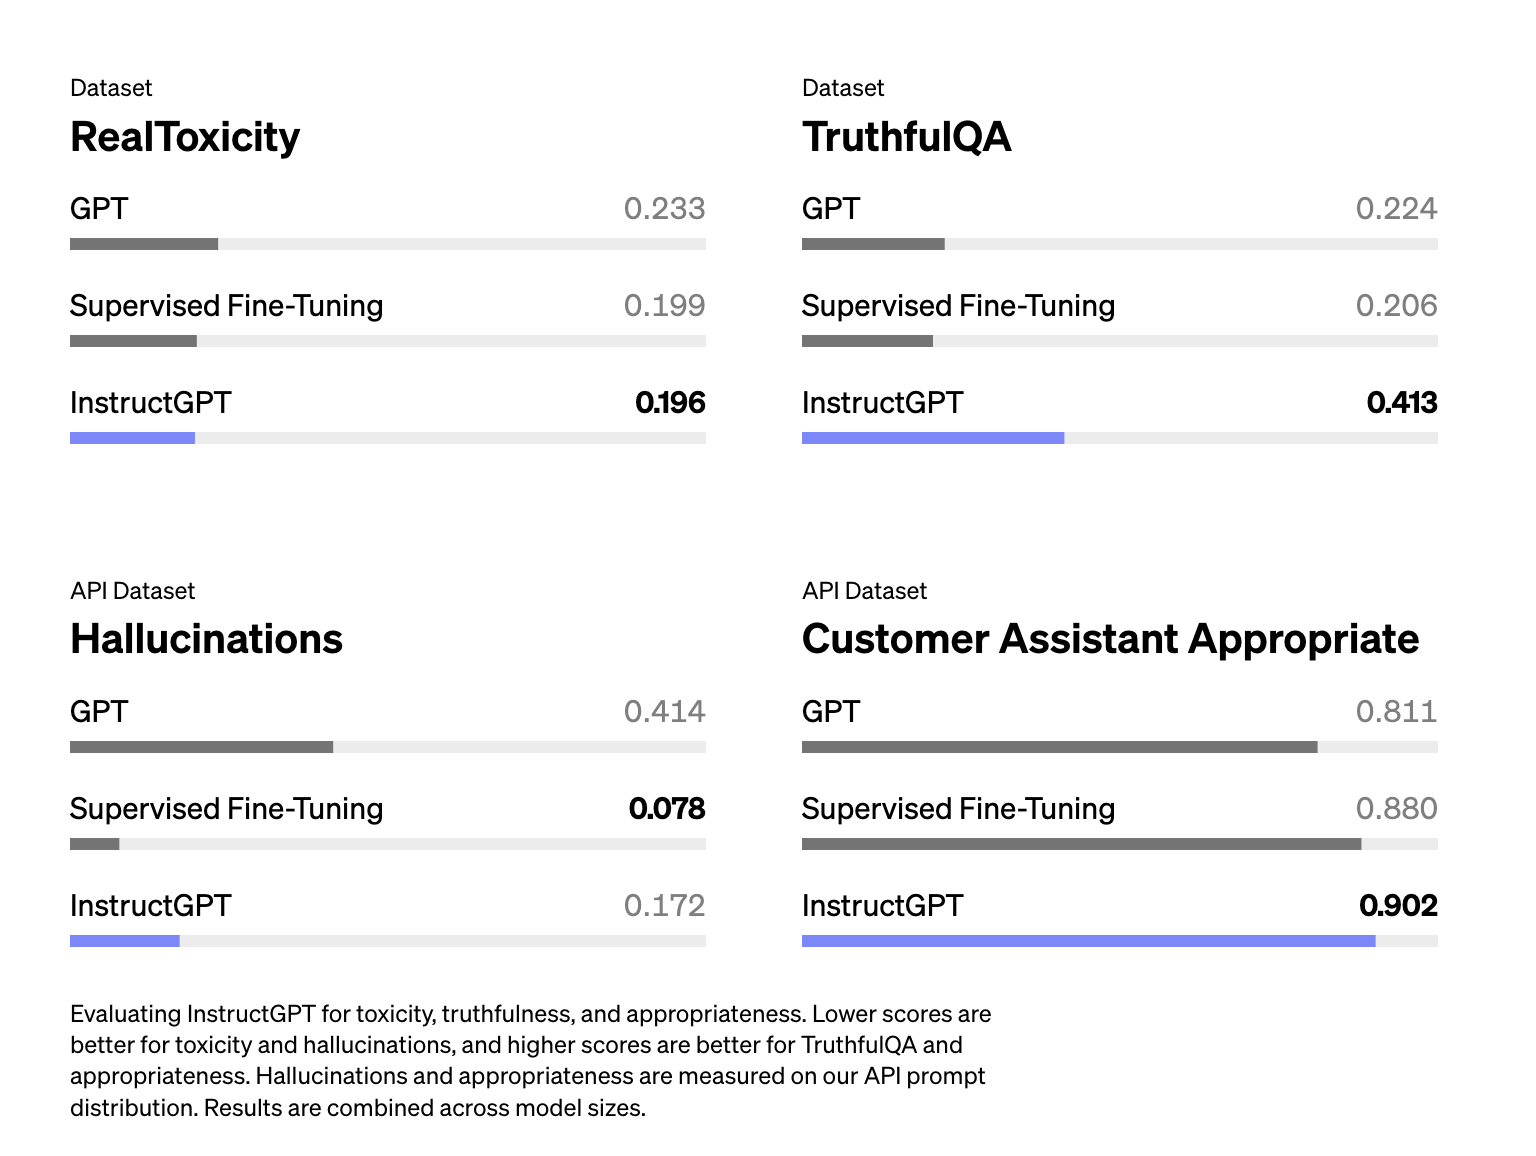 Dataset
RealToxicity
GPT 0.233
Supervised Fine-Tuning 0.199
InstructGPT 0.196
Dataset
TruthfulQA
GPT 0.224
Supervised Fine-Tuning 0.206
InstructGPT 0.413
API Dataset
Hallucinations
GPT 0.414
Supervised Fine-Tuning 0.078
InstructGPT 0.172
API Dataset
Customer Assistant Appropriate
GPT 0.811
Supervised Fine-Tuning 0.880
InstructGPT 0.902
Evaluating InstructGPT for toxicity, truthfulness, and appropriateness. Lower scores are
better for toxicity and hallucinations, and higher scores are better for TruthfulQA and
appropriateness. Hallucinations and appropriateness are measured on our API prompt
distribution. Results are combined across model sizes.